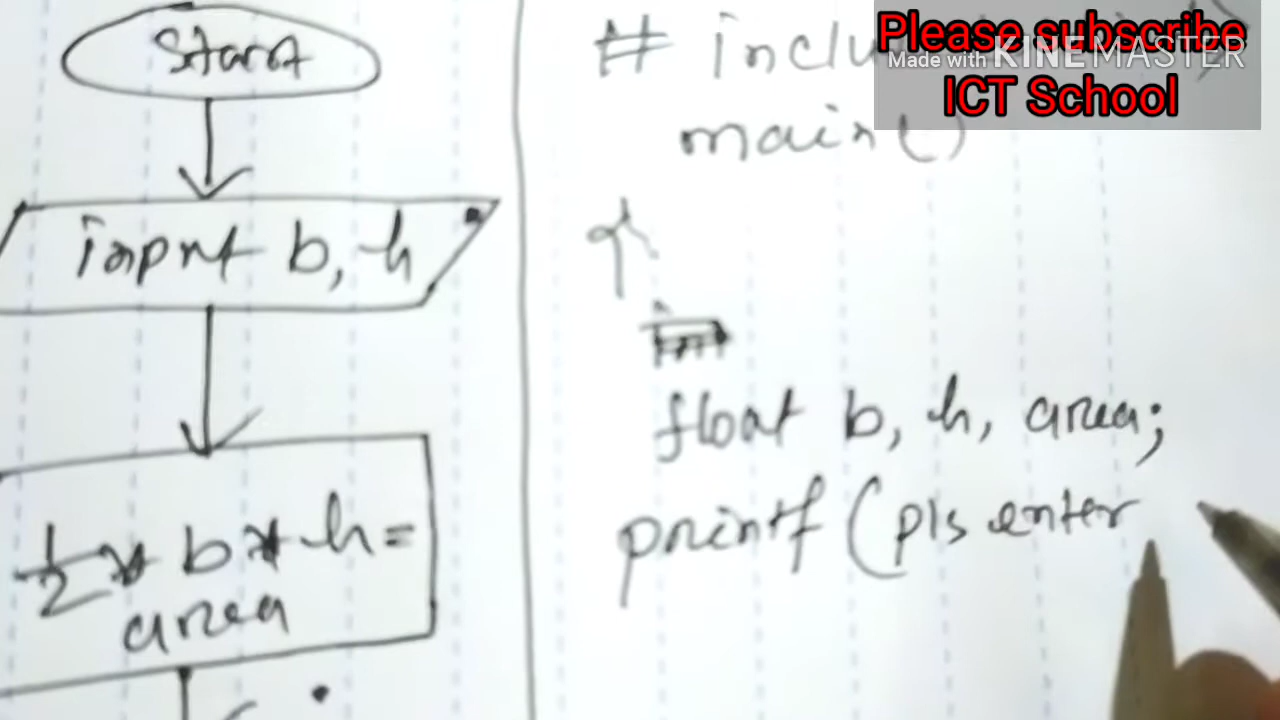 Start
input b, h
1/2 * b * h =
area
# inclu
main()
{
float b, h, area;
printf (pls enter
Please subscribe
Made with KINEMASTER
ICT School